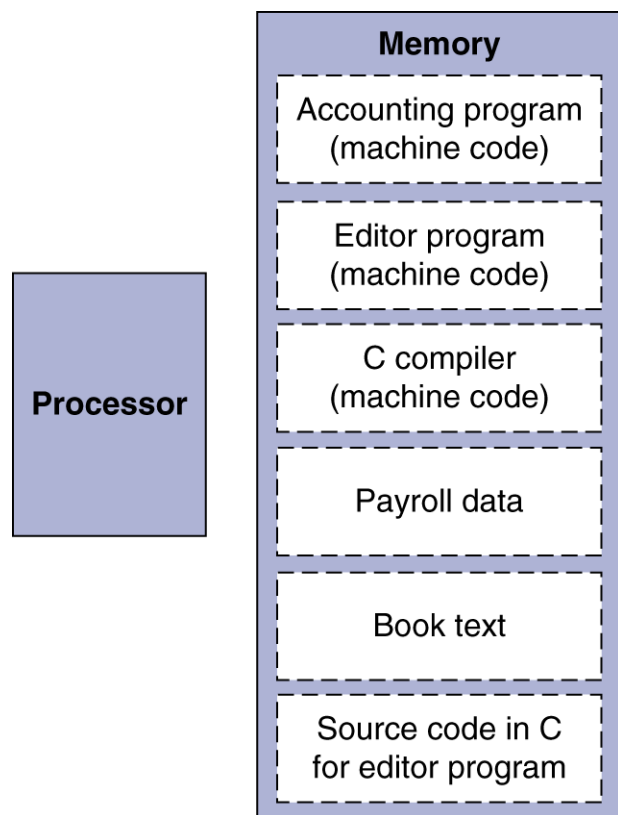 Memory
Accounting program
(machine code)
Editor program
(machine code)
C compiler
(machine code)
Processor
Payroll data
Book text
Source code in C
for editor program